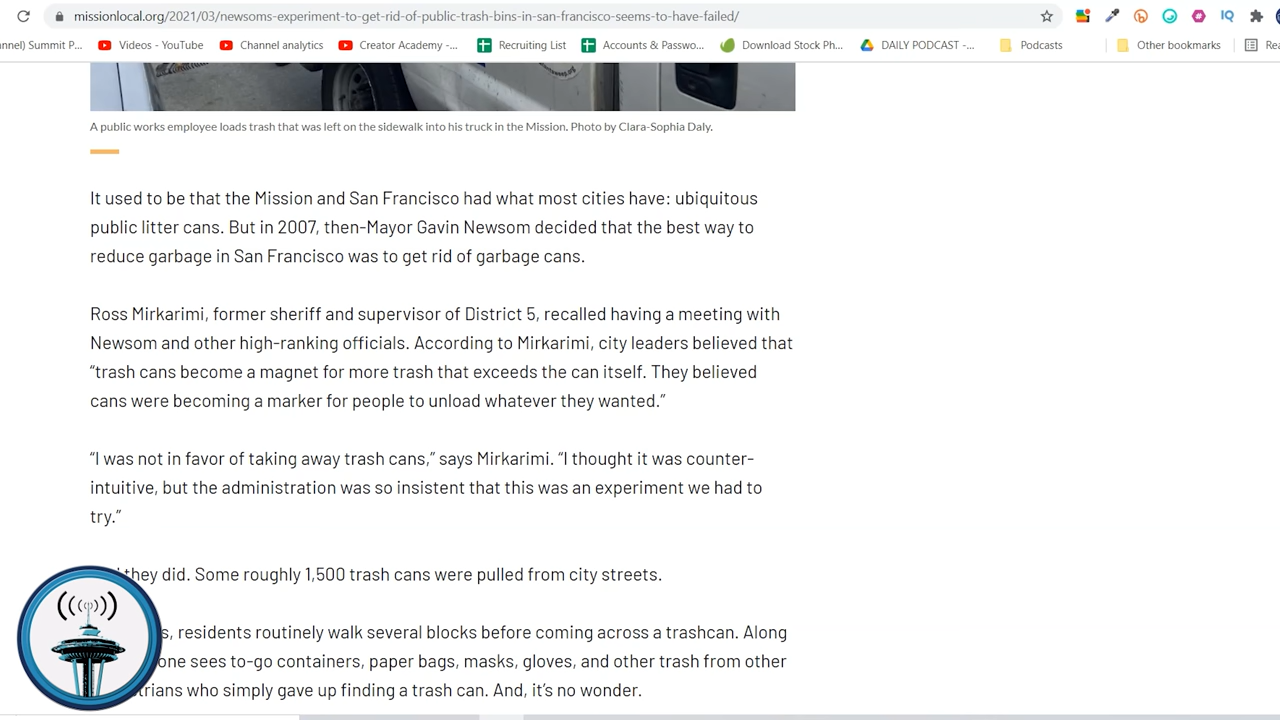 missionlocal.org/2021/03/newsoms-experiment-to-get-rid-of-public-trash-bins-in-san-francisco-seems-to-have-failed/
nnel) Summit P... Videos - YouTube Channel analytics Creator Academy -... Recruiting List Accounts & Passwo... Download Stock Ph... DAILY PODCAST -... Podcasts Other bookmarks
A public works employee loads trash that was left on the sidewalk into his truck in the Mission. Photo by Clara-Sophia Daly.
It used to be that the Mission and San Francisco had what most cities have: ubiquitous
public litter cans. But in 2007, then-Mayor Gavin Newsom decided that the best way to
reduce garbage in San Francisco was to get rid of garbage cans.
Ross Mirkarimi, former sheriff and supervisor of District 5, recalled having a meeting with
Newsom and other high-ranking officials. According to Mirkarimi, city leaders believed that
“trash cans become a magnet for more trash that exceeds the can itself. They believed
cans were becoming a marker for people to unload whatever they wanted.”
“I was not in favor of taking away trash cans,” says Mirkarimi. “I thought it was counter-
intuitive, but the administration was so insistent that this was an experiment we had to
try.”
they did. Some roughly 1,500 trash cans were pulled from city streets.
s, residents routinely walk several blocks before coming across a trashcan. Along
one sees to-go containers, paper bags, masks, gloves, and other trash from other
trians who simply gave up finding a trash can. And, it’s no wonder.